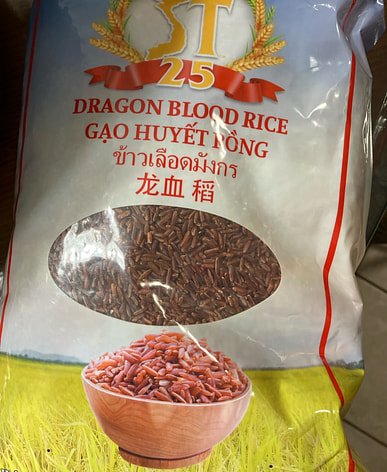 ST
25
DRAGON BLOOD RICE
GẠO HUYẾT RỒNG
ข้าวเลือดมังกร
龙血 稻